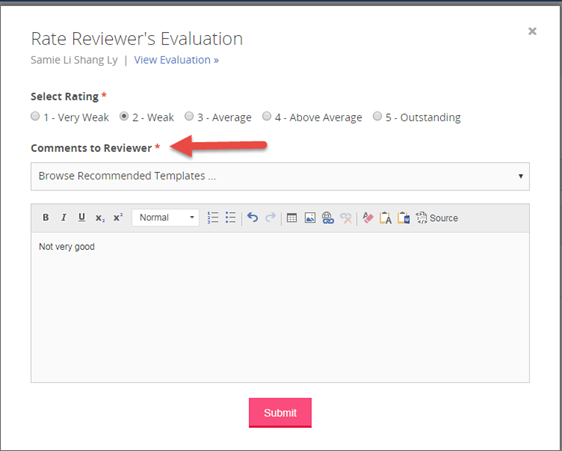 Rate Reviewer's Evaluation
Samie Li Shang Ly | View Evaluation »
Select Rating *
1 - Very Weak 2 - Weak 3 - Average 4 - Above Average 5 - Outstanding
Comments to Reviewer *
Browse Recommended Templates ...
B I U x₂ x² Normal Source
Not very good
Submit